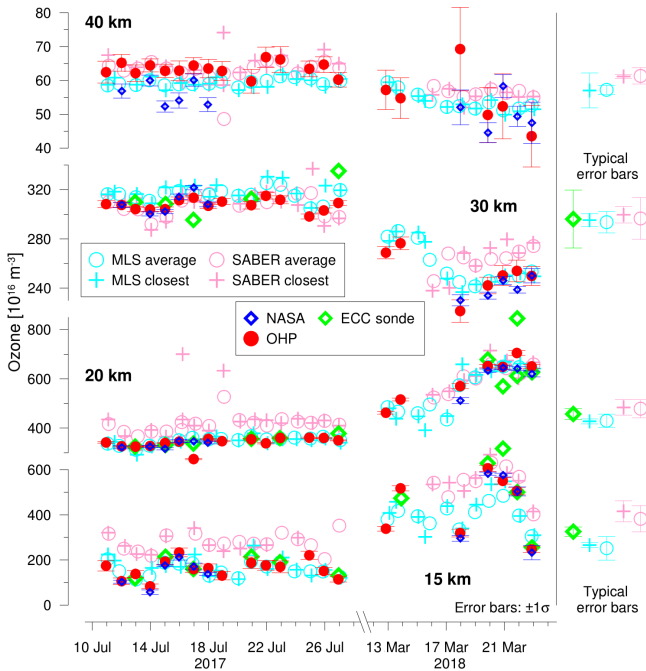 80
40 km
70
60
50
40
Typical
error bars
320
30 km
280
240
MLS average
SABER average
MLS closest
SABER closest
NASA
ECC sonde
OHP
Ozone [10¹⁶ m⁻³]
800
20 km
600
400
600
400
200
0
15 km
Error bars: ±1σ
Typical
error bars
10 Jul
14 Jul
18 Jul
22 Jul
26 Jul
13 Mar
17 Mar
21 Mar
2017
2018